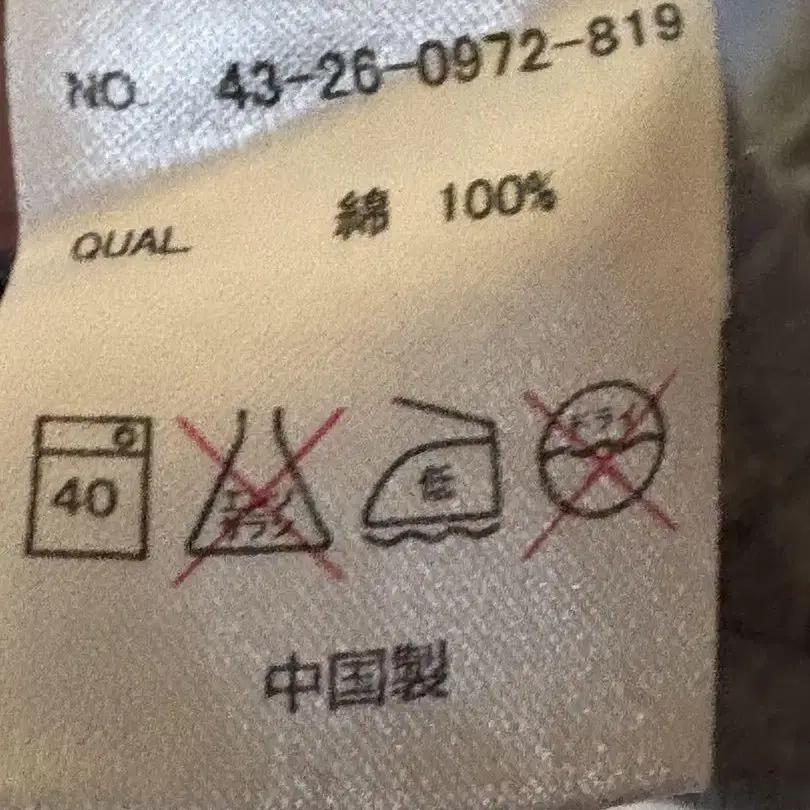 NO. 43-26-0972-819
QUAL 綿 100%
40
エンソ
サラシ
低
ドライ
中国製